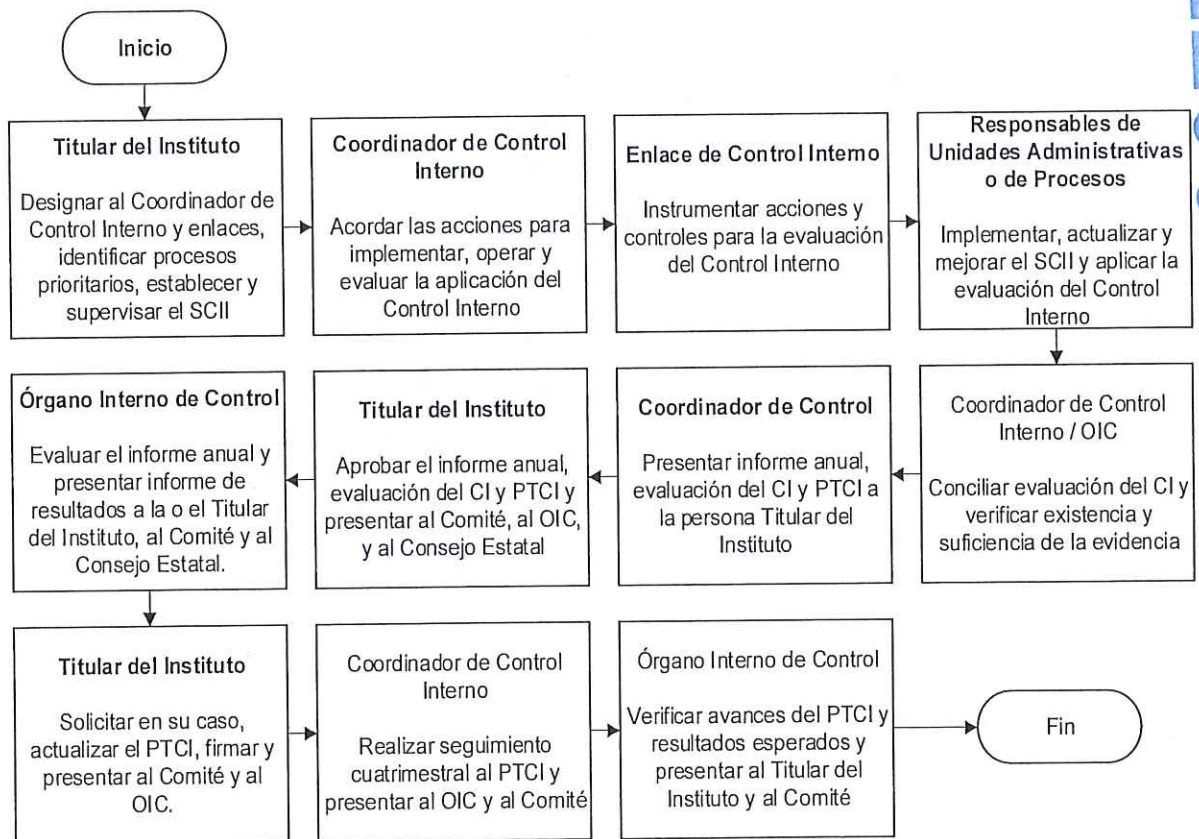 Inicio
Titular del Instituto
Designar al Coordinador de
Control Interno y enlaces,
identificar procesos
prioritarios, establecer y
supervisar el SCII
Coordinador de Control
Interno
Acordar las acciones para
implementar, operar y
evaluar la aplicación del
Control Interno
Enlace de Control Interno
Instrumentar acciones y
controles para la evaluación
del Control Interno
Responsables de
Unidades Administrativas
o de Procesos
Implementar, actualizar y
mejorar el SCII y aplicar la
evaluación del Control
Interno
Coordinador de Control
Interno / OIC
Conciliar evaluación del CI y
verificar existencia y
suficiencia de la evidencia
Coordinador de Control
Presentar informe anual,
evaluación del CI y PTCI a
la persona Titular del
Instituto
Titular del Instituto
Aprobar el informe anual,
evaluación del CI y PTCI y
presentar al Comité, al OIC,
y al Consejo Estatal
Órgano Interno de Control
Evaluar el informe anual y
presentar informe de
resultados a la o el Titular
del Instituto, al Comité y al
Consejo Estatal.
Titular del Instituto
Solicitar en su caso,
actualizar el PTCI, firmar y
presentar al Comité y al
OIC.
Coordinador de Control
Interno
Realizar seguimiento
cuatrimestral al PTCI y
presentar al OIC y al Comité
Órgano Interno de Control
Verificar avances del PTCI y
resultados esperados y
presentar al Titular del
Instituto y al Comité
Fin